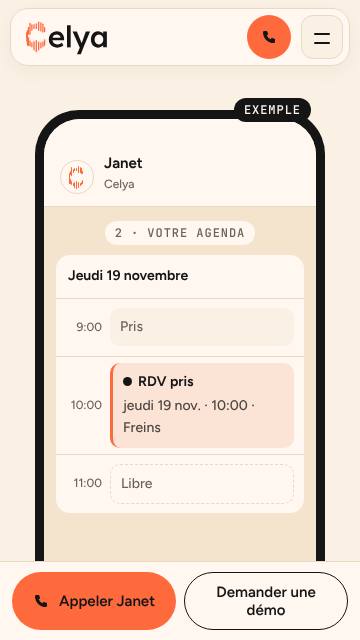 Celya
EXEMPLE
Janet
Celya
2 · VOTRE AGENDA
Jeudi 19 novembre
9:00 Pris
RDV pris
10:00 jeudi 19 nov. · 10:00 ·
Freins
11:00 Libre
Appeler Janet
Demander une
démo